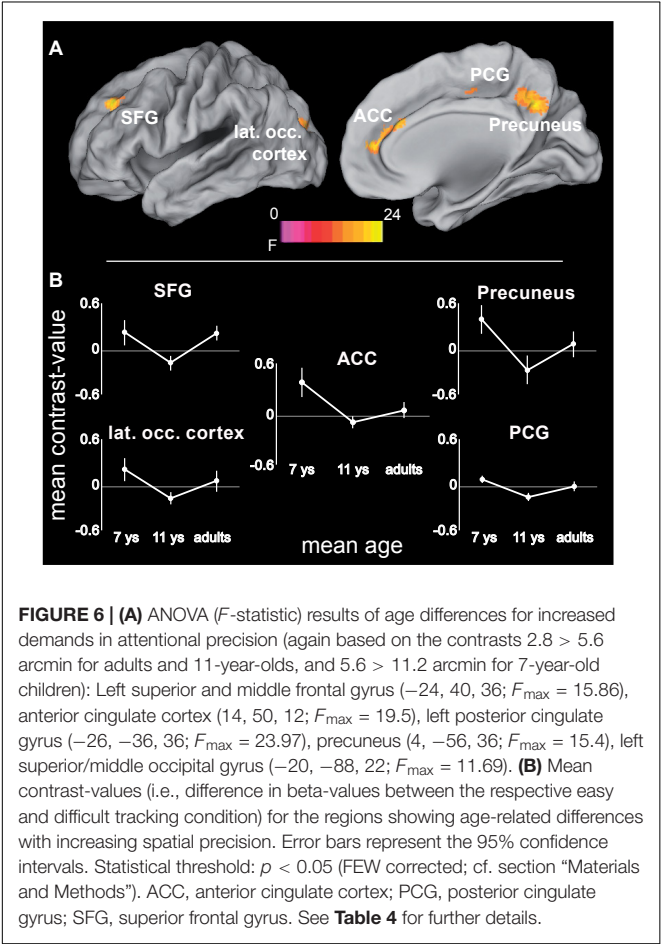 A
SFG
lat. occ.
cortex
PCG
ACC
Precuneus
0
24
F
B
mean contrast-value
SFG
0.6
0
-0.6
lat. occ. cortex
0.6
0
-0.6
7 ys 11 ys adults
ACC
0.6
0
-0.6
7 ys 11 ys adults
Precuneus
0.6
0
-0.6
PCG
0.6
0
-0.6
7 ys 11 ys adults
mean age
FIGURE 6 | (A) ANOVA (F-statistic) results of age differences for increased
demands in attentional precision (again based on the contrasts 2.8 > 5.6
arcmin for adults and 11-year-olds, and 5.6 > 11.2 arcmin for 7-year-old
children): Left superior and middle frontal gyrus (−24, 40, 36; Fmax = 15.86),
anterior cingulate cortex (14, 50, 12; Fmax = 19.5), left posterior cingulate
gyrus (−26, −36, 36; Fmax = 23.97), precuneus (4, −56, 36; Fmax = 15.4), left
superior/middle occipital gyrus (−20, −88, 22; Fmax = 11.69). (B) Mean
contrast-values (i.e., difference in beta-values between the respective easy
and difficult tracking condition) for the regions showing age-related differences
with increasing spatial precision. Error bars represent the 95% confidence
intervals. Statistical threshold: p < 0.05 (FEW corrected; cf. section “Materials
and Methods”). ACC, anterior cingulate cortex; PCG, posterior cingulate
gyrus; SFG, superior frontal gyrus. See Table 4 for further details.